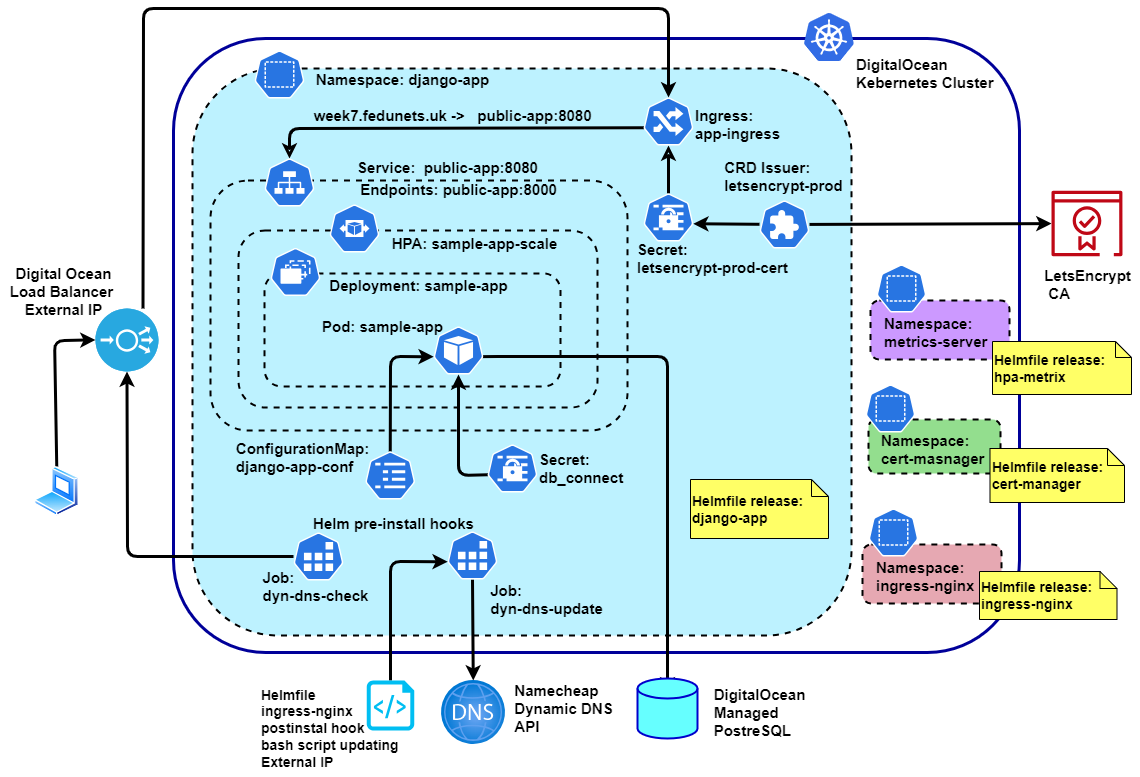 DigitalOcean
Kebernetes Cluster
Namespace: django-app
week7.fedunets.uk -> public-app:8080
Ingress:
app-ingress
Service: public-app:8080
Endpoints: public-app:8000
CRD Issuer:
letsencrypt-prod
HPA: sample-app-scale
Secret:
letsencrypt-prod-cert
Deployment: sample-app
Digital Ocean
Load Balancer
External IP
LetsEncrypt
CA
Pod: sample-app
Namespace:
metrics-server
Helmfile release:
hpa-metrix
Namespace:
cert-masnager
Helmfile release:
cert-manager
ConfigurationMap:
django-app-conf
Secret:
db_connect
Helmfile release:
django-app
Helm pre-install hooks
Job:
dyn-dns-check
Job:
dyn-dns-update
Namespace:
ingress-nginx
Helmfile release:
ingress-nginx
Helmfile
ingress-nginx
postinstal hook
bash script updating
External IP
</>
DNS
Namecheap
Dynamic DNS
API
DigitalOcean
Managed
PostreSQL